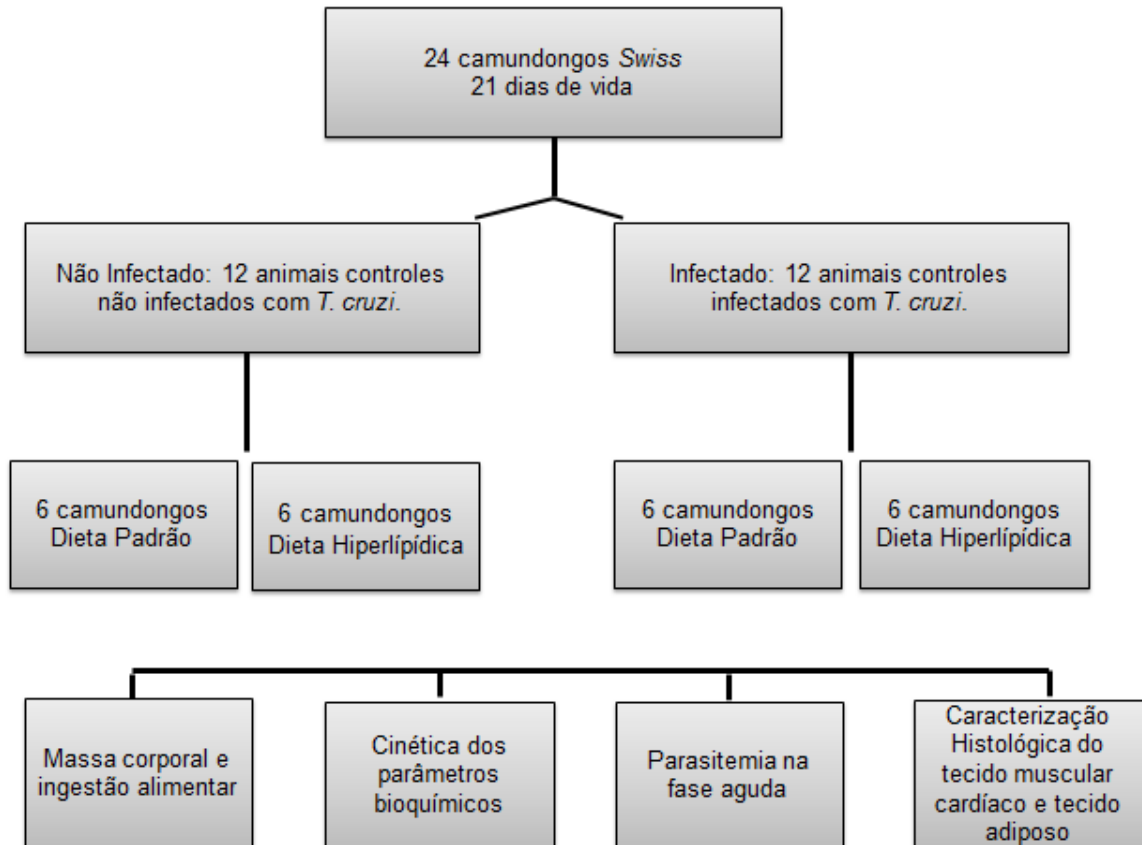 24 camundongos Swiss
21 dias de vida
Não Infectado: 12 animais controles
não infectados com T. cruzi.
Infectado: 12 animais controles
infectados com T. cruzi.
6 camundongos
Dieta Padrão
6 camundongos
Dieta Hiperlípídica
6 camundongos
Dieta Padrão
6 camundongos
Dieta Hiperlípídica
Massa corporal e
ingestão alimentar
Cinética dos
parâmetros
bioquímicos
Parasitemia na
fase aguda
Caracterização
Histológica do
tecido muscular
cardíaco e tecido
adiposo